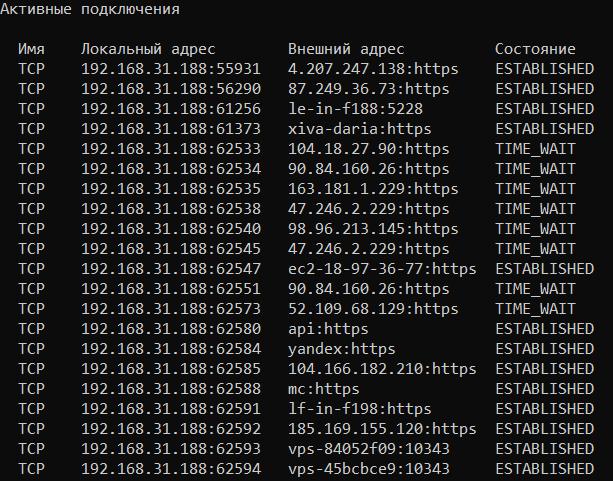 Активные подключения
Имя Локальный адрес Внешний адрес Состояние
TCP 192.168.31.188:55931 4.207.247.138:https ESTABLISHED
TCP 192.168.31.188:56290 87.249.36.73:https ESTABLISHED
TCP 192.168.31.188:61256 le-in-f188:5228 ESTABLISHED
TCP 192.168.31.188:61373 xiva-daria:https ESTABLISHED
TCP 192.168.31.188:62533 104.18.27.90:https TIME_WAIT
TCP 192.168.31.188:62534 90.84.160.26:https TIME_WAIT
TCP 192.168.31.188:62535 163.181.1.229:https TIME_WAIT
TCP 192.168.31.188:62538 47.246.2.229:https TIME_WAIT
TCP 192.168.31.188:62540 98.96.213.145:https TIME_WAIT
TCP 192.168.31.188:62545 47.246.2.229:https TIME_WAIT
TCP 192.168.31.188:62547 ec2-18-97-36-77:https ESTABLISHED
TCP 192.168.31.188:62551 90.84.160.26:https TIME_WAIT
TCP 192.168.31.188:62573 52.109.68.129:https TIME_WAIT
TCP 192.168.31.188:62580 api:https ESTABLISHED
TCP 192.168.31.188:62584 yandex:https ESTABLISHED
TCP 192.168.31.188:62585 104.166.182.210:https ESTABLISHED
TCP 192.168.31.188:62588 mc:https ESTABLISHED
TCP 192.168.31.188:62591 lf-in-f198:https ESTABLISHED
TCP 192.168.31.188:62592 185.169.155.120:https ESTABLISHED
TCP 192.168.31.188:62593 vps-84052f09:10343 ESTABLISHED
TCP 192.168.31.188:62594 vps-45bcbce9:10343 ESTABLISHED